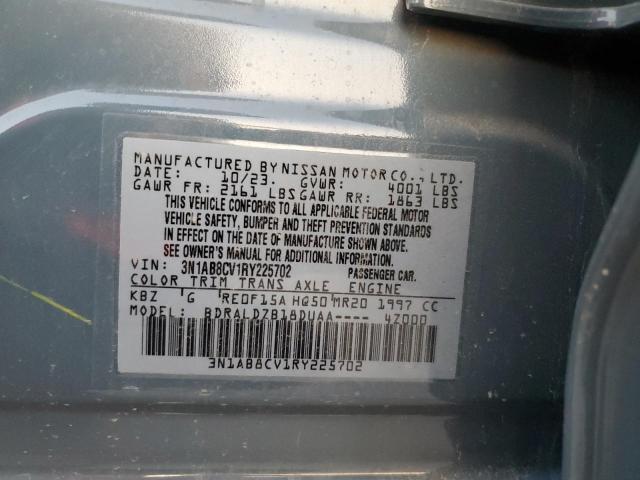 MANUFACTURED BY NISSAN MOTOR CO., LTD.
DATE: 10/23. GVWR: 4001 LBS
GAWR FR: 2161 LBS GAWR RR: 1863 LBS
THIS VEHICLE CONFORMS TO ALL APPLICABLE FEDERAL MOTOR
VEHICLE SAFETY, BUMPER AND THEFT PREVENTION STANDARDS
IN EFFECT ON THE DATE OF MANUFACTURE SHOWN ABOVE.
SEE OWNER'S MANUAL FOR ADDITIONAL INFORMATION.
VIN: 3N1AB8CV1RY225702 PASSENGER CAR.
COLOR TRIM TRANS AXLE ENGINE
KBZ G RE0F15A HQ50 MR20 1997 CC
MODEL: BDRALDZB18DUAA---- 4Z000
3N1AB8CV1RY225702